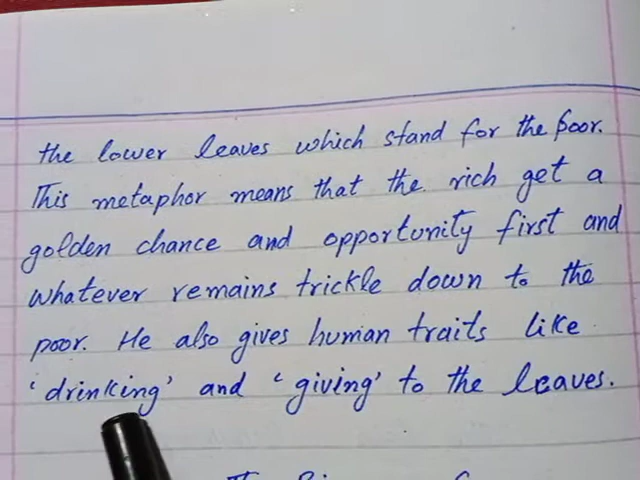 the lower leaves which stand for the poor.
This metaphor means that the rich get a
golden chance and opportunity first and
whatever remains trickle down to the
poor. He also gives human traits like
'drinking' and 'giving' to the leaves.